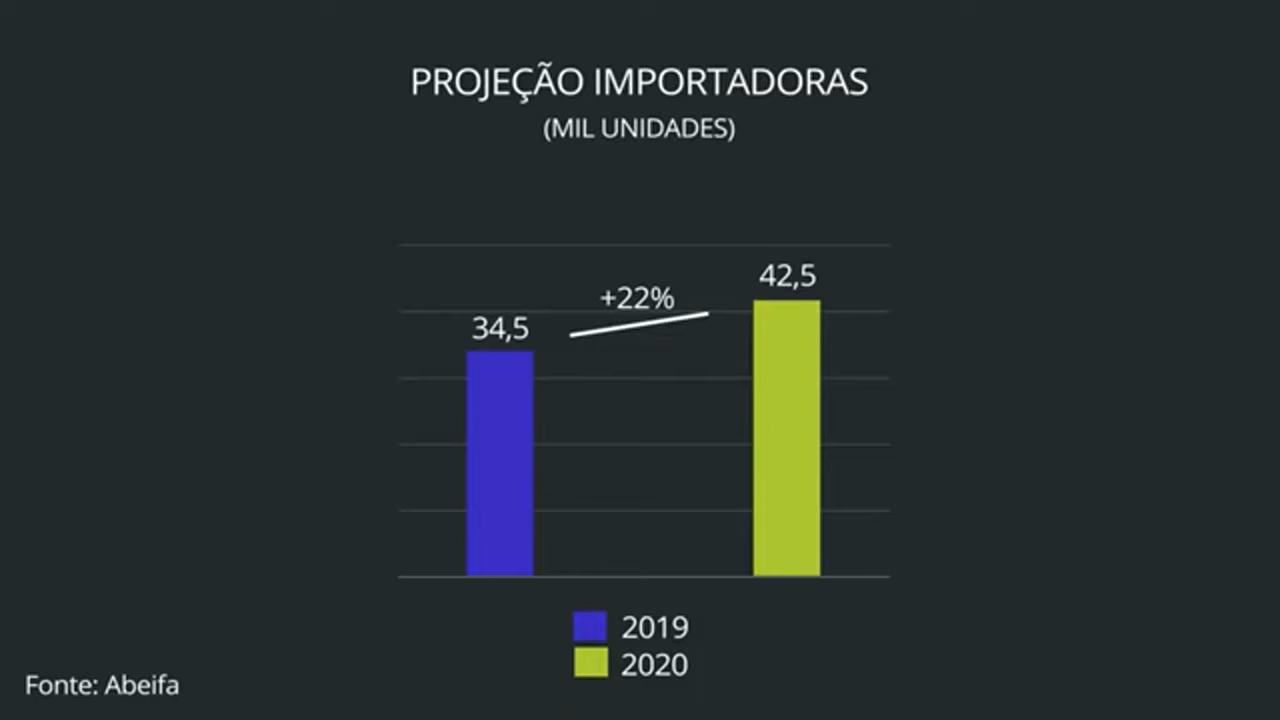 PROJEÇÃO IMPORTADORAS
(MIL UNIDADES)
42,5
+22%
34,5
2019
2020
Fonte: Abeifa